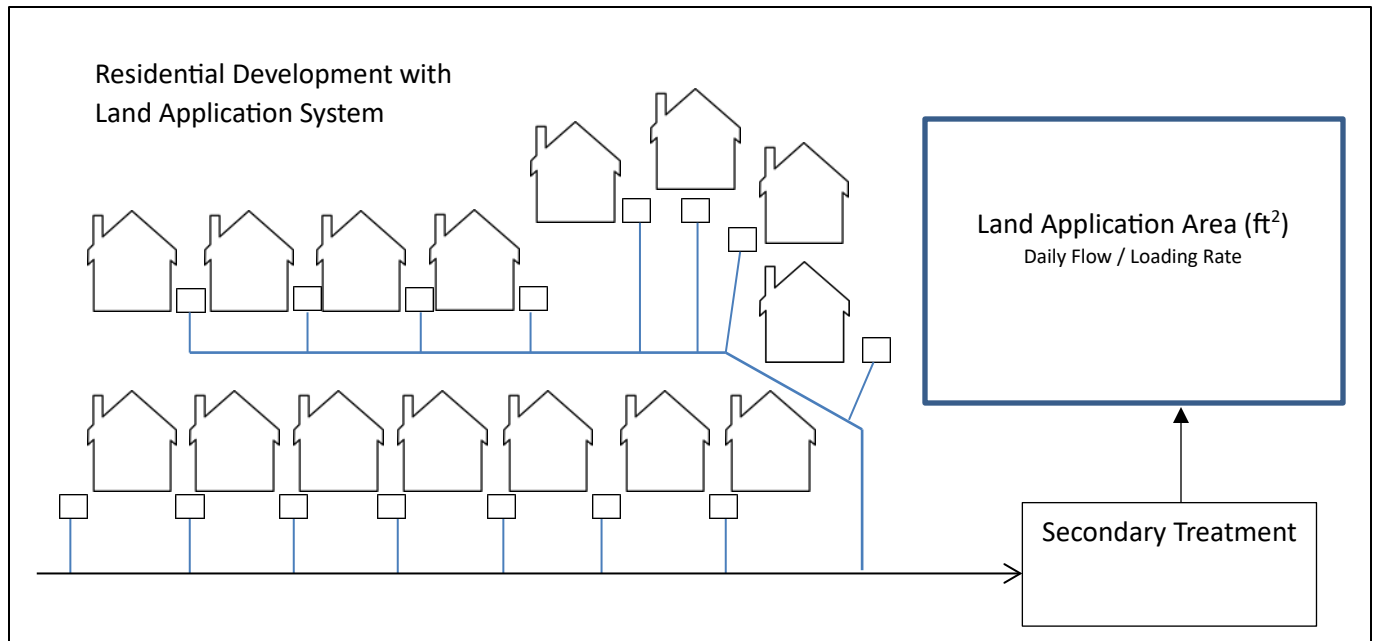 Residential Development with
Land Application System
Land Application Area (ft²)
Daily Flow / Loading Rate
Secondary Treatment